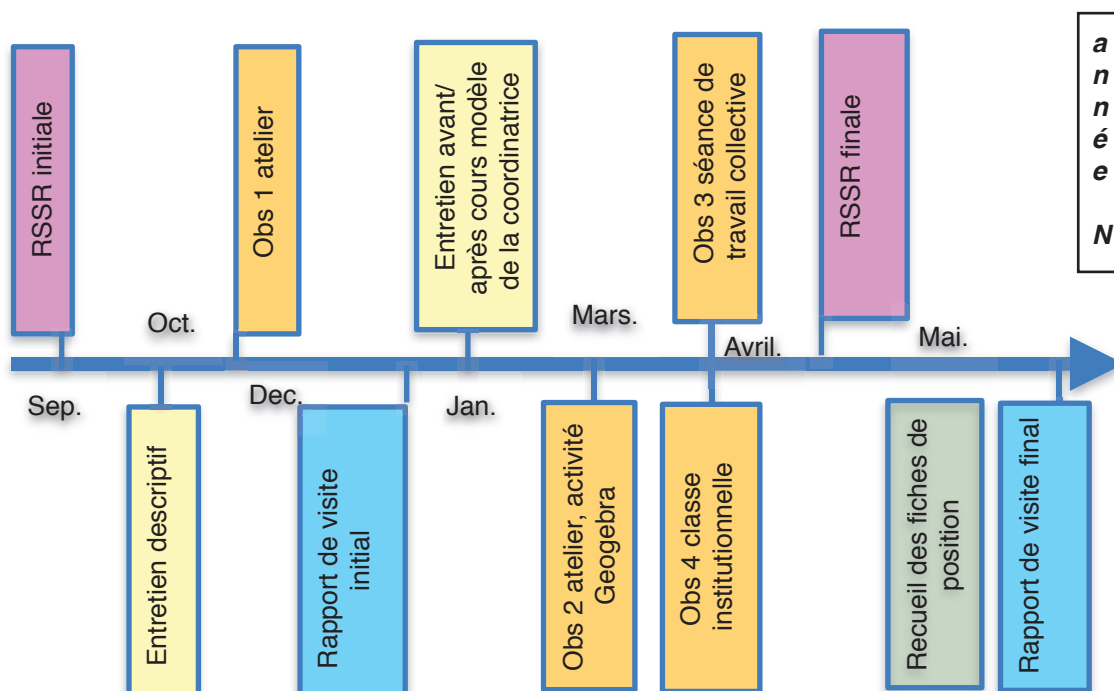 RSSR initiale
Obs 1 atelier
Entretien avant/
après cours modèle
de la coordinatrice
Obs 3 séance de
travail collective
RSSR finale
a
n
n
é
e
N
Oct.
Mars.
Avril.
Mai.
Sep.
Dec.
Jan.
Entretien descriptif
Rapport de visite
initial
Obs 2 atelier, activité
Geogebra
Obs 4 classe
institutionnelle
Recueil des fiches de
position
Rapport de visite final